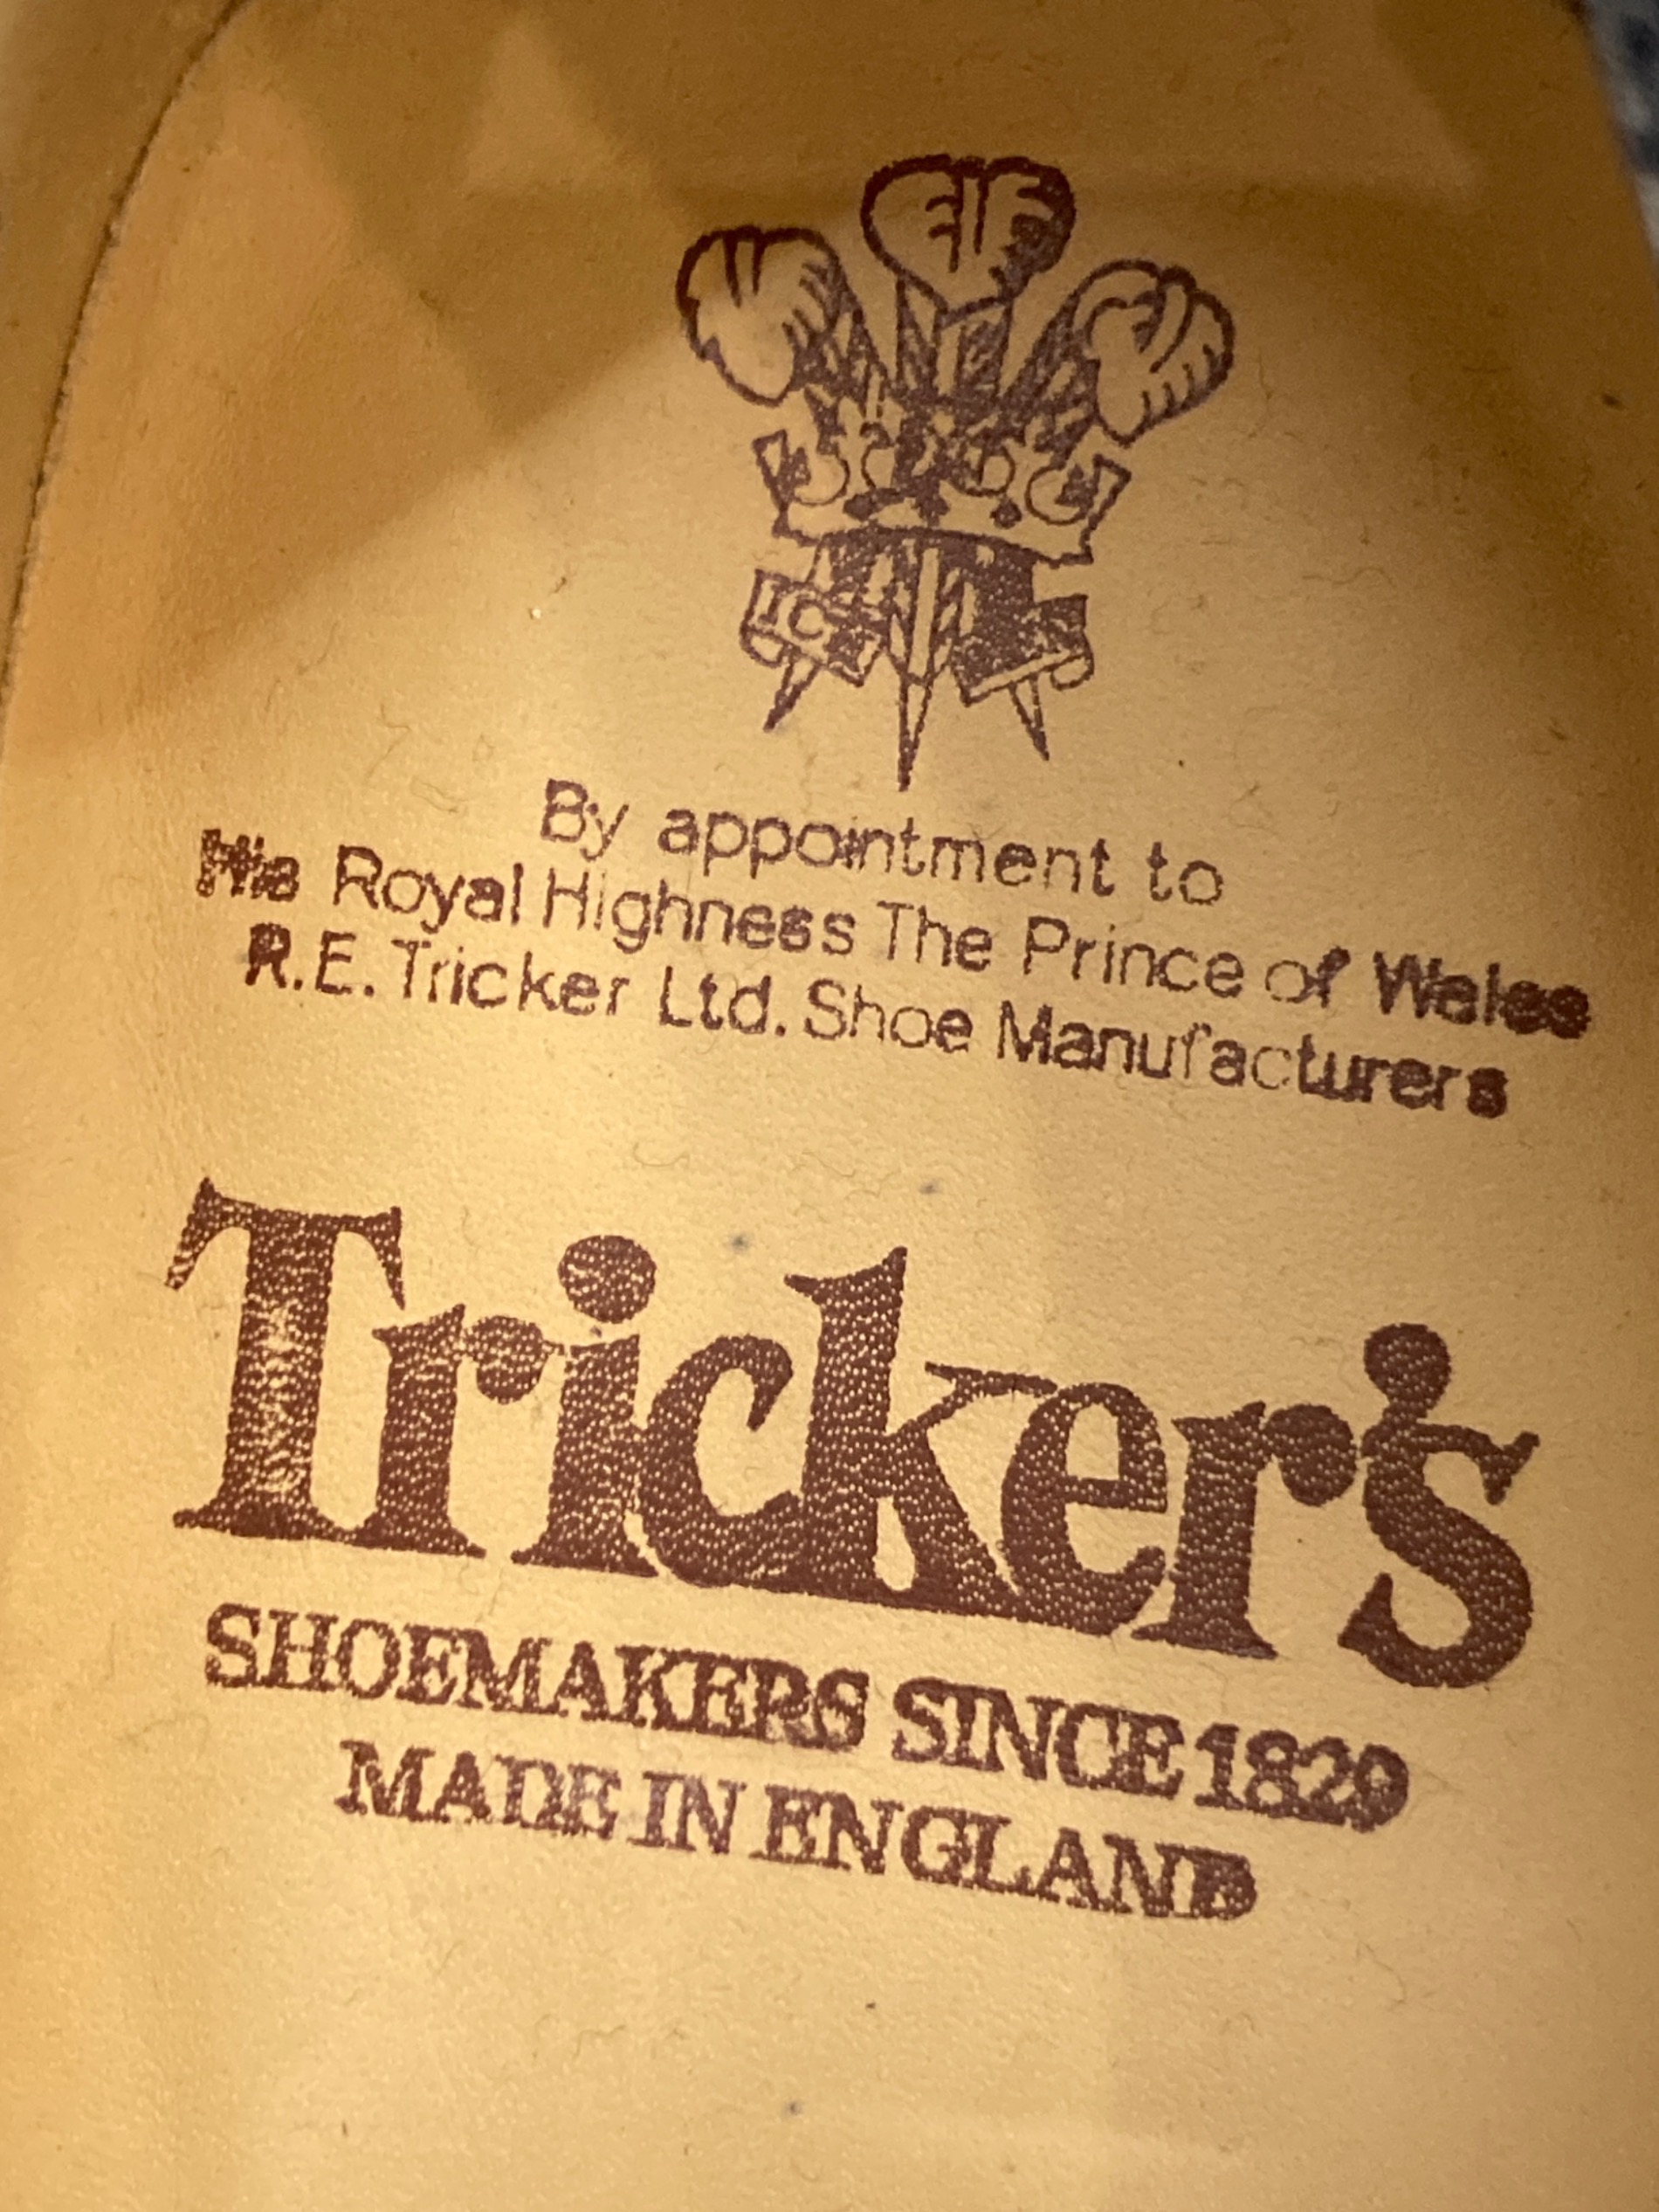 By appointment to
His Royal Highness The Prince of Wales
R.E. Tricker Ltd. Shoe Manufacturers
Tricker's
SHOEMAKERS SINCE 1829
MADE IN ENGLAND